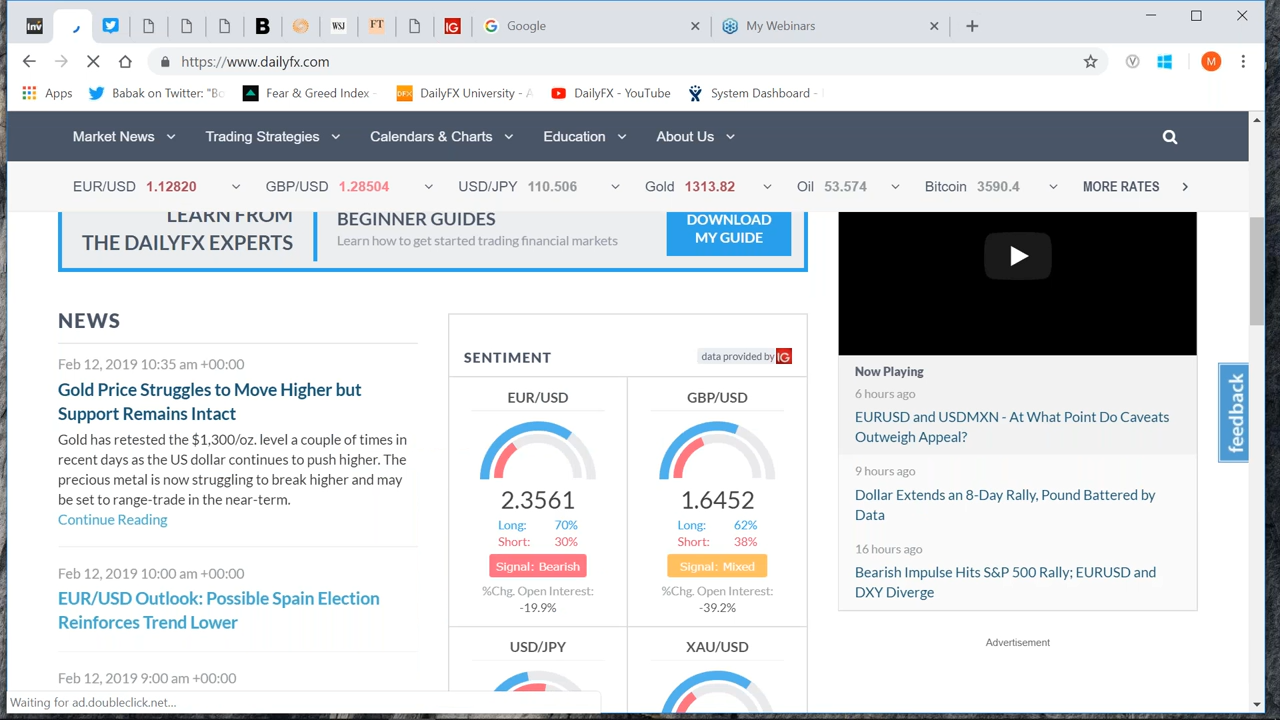 Inv
B
WSJ
FT
IG
Google
My Webinars
https://www.dailyfx.com
V
M
Apps
Babak on Twitter: "Bo
Fear & Greed Index -
DFX
DailyFX University - A
DailyFX - YouTube
System Dashboard -
Market News
Trading Strategies
Calendars & Charts
Education
About Us
EUR/USD 1.12820
GBP/USD 1.28504
USD/JPY 110.506
Gold 1313.82
Oil 53.574
Bitcoin 3590.4
MORE RATES
LEARN FROM
THE DAILYFX EXPERTS
BEGINNER GUIDES
Learn how to get started trading financial markets
DOWNLOAD
MY GUIDE
NEWS
Feb 12, 2019 10:35 am +00:00
Gold Price Struggles to Move Higher but
Support Remains Intact
Gold has retested the $1,300/oz. level a couple of times in
recent days as the US dollar continues to push higher. The
precious metal is now struggling to break higher and may
be set to range-trade in the near-term.
Continue Reading
Feb 12, 2019 10:00 am +00:00
EUR/USD Outlook: Possible Spain Election
Reinforces Trend Lower
Feb 12, 2019 9:00 am +00:00
SENTIMENT
data provided by IG
EUR/USD
2.3561
Long: 70%
Short: 30%
Signal: Bearish
%Chg. Open Interest:
-19.9%
GBP/USD
1.6452
Long: 62%
Short: 38%
Signal: Mixed
%Chg. Open Interest:
-39.2%
USD/JPY
XAU/USD
Now Playing
6 hours ago
EURUSD and USDMXN - At What Point Do Caveats
Outweigh Appeal?
9 hours ago
Dollar Extends an 8-Day Rally, Pound Battered by
Data
16 hours ago
Bearish Impulse Hits S&P 500 Rally; EURUSD and
DXY Diverge
Advertisement
feedback
Waiting for ad.doubleclick.net...